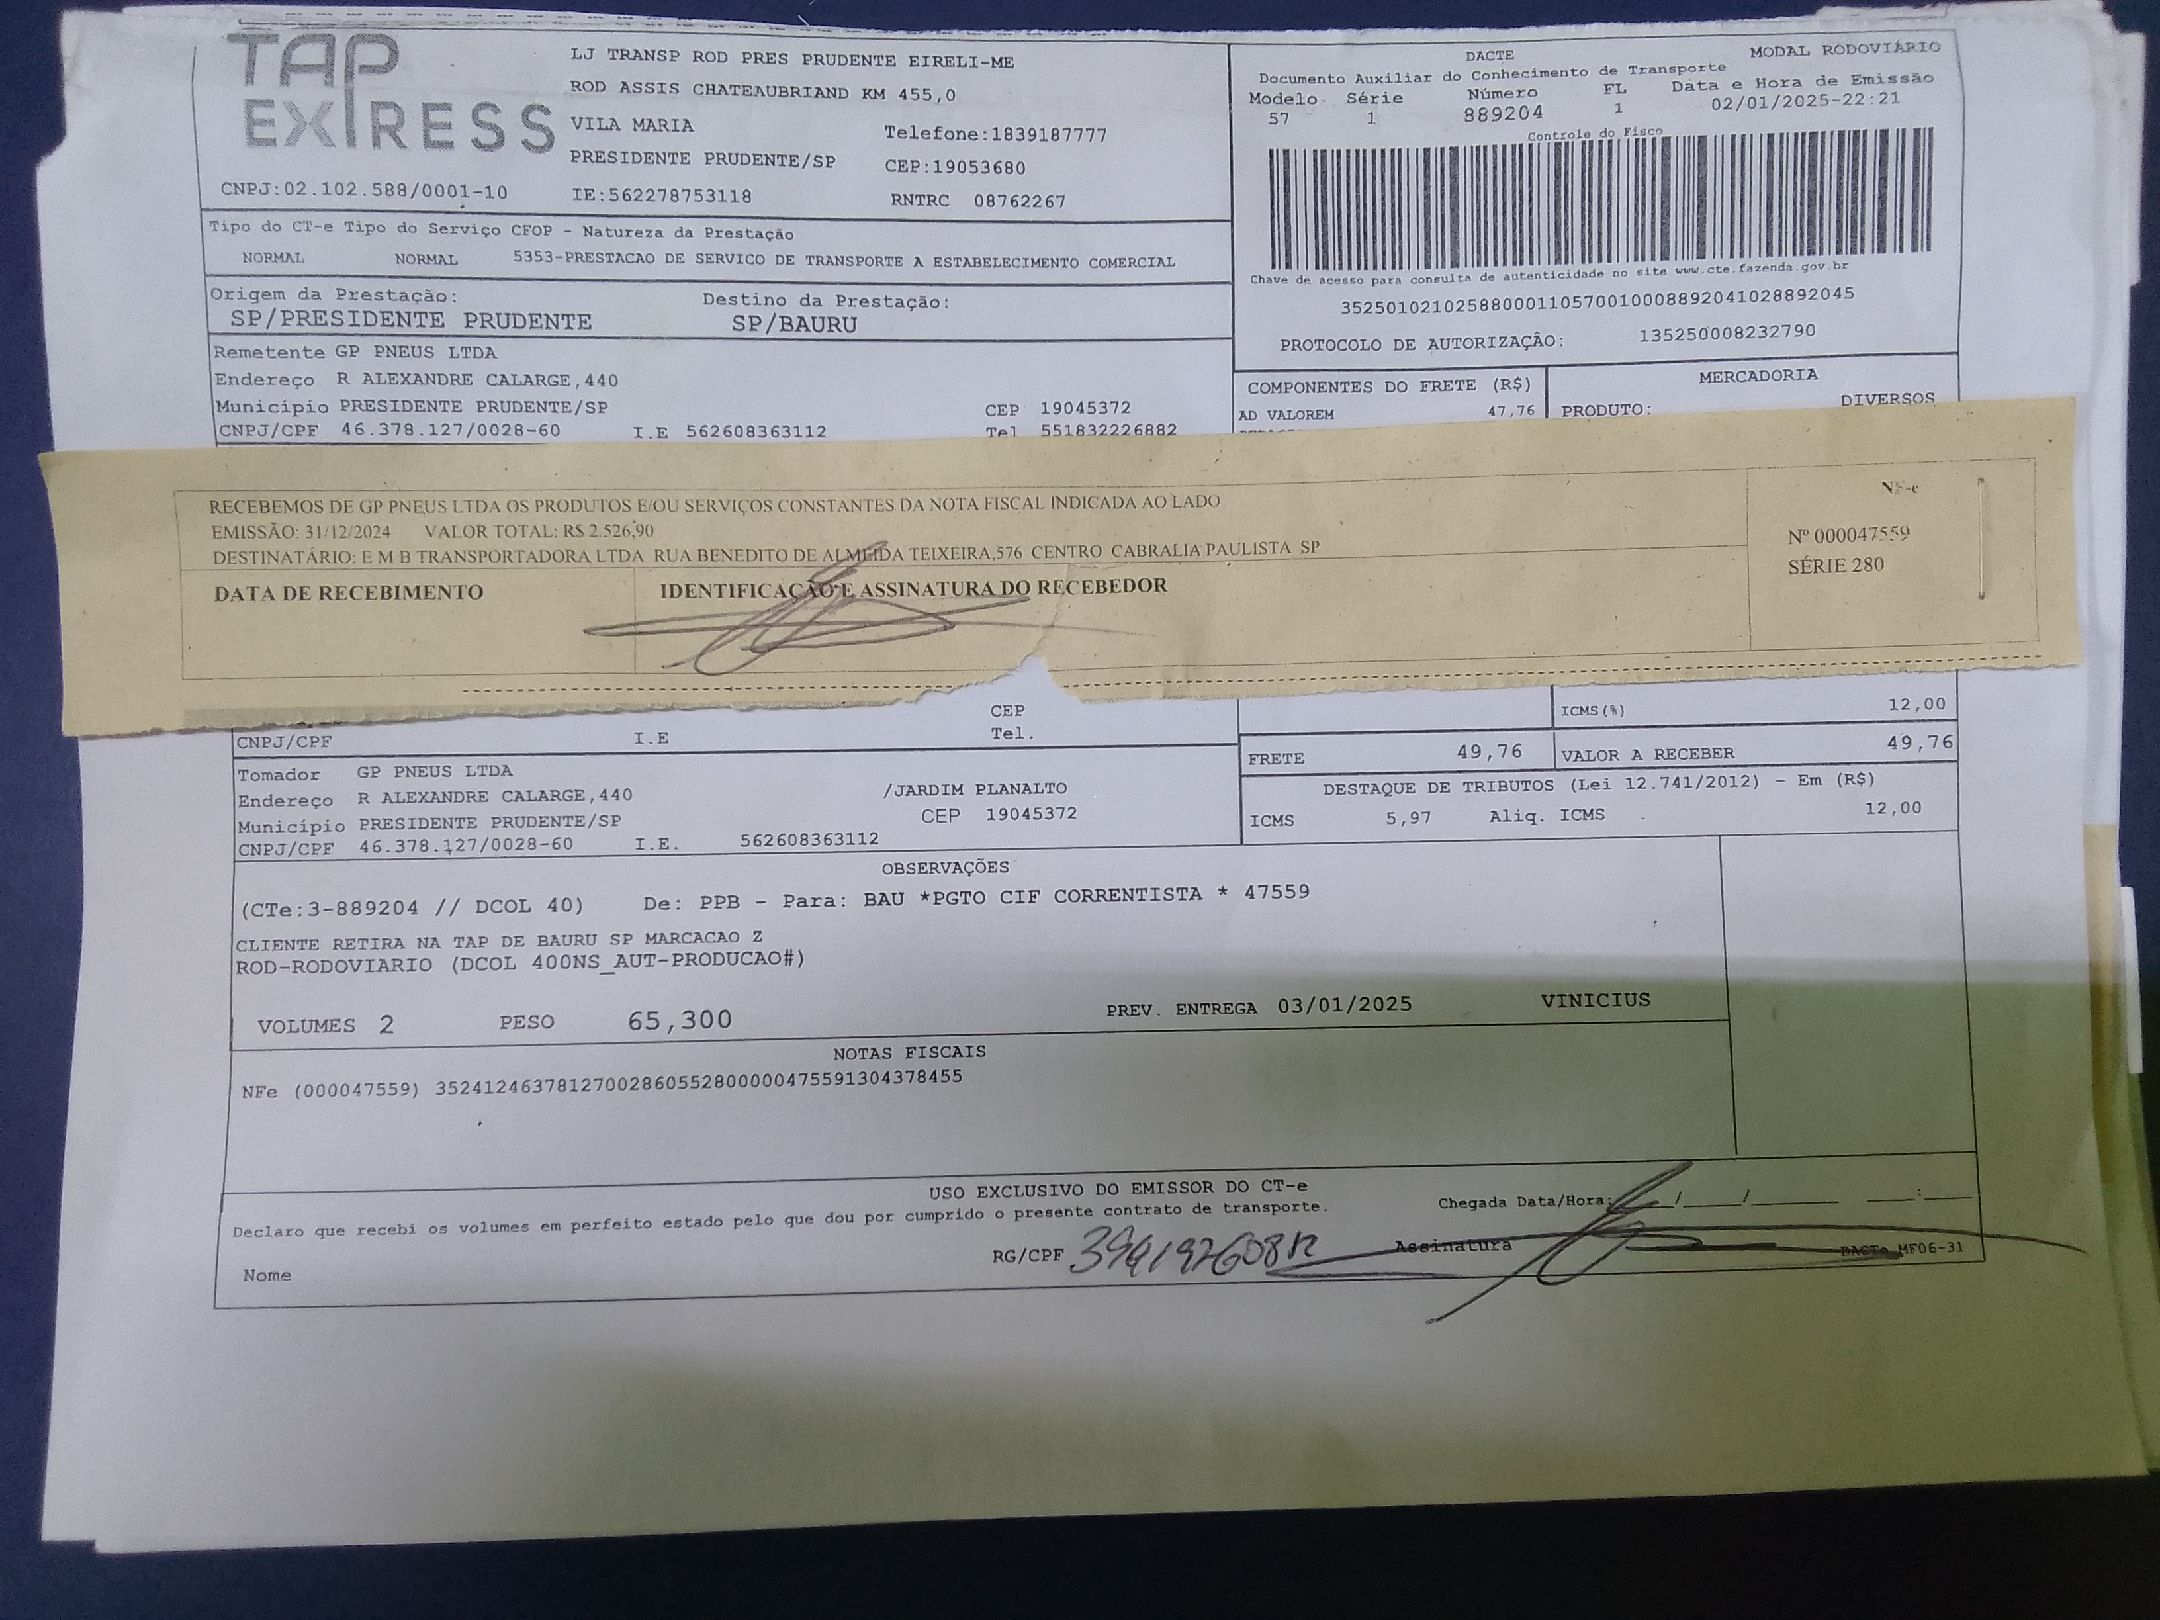 TAP EXPRESS
LJ TRANSP ROD PRES PRUDENTE EIRELI-ME
ROD ASSIS CHATEAUBRIAND KM 455,0
VILA MARIA Telefone:1839187777
PRESIDENTE PRUDENTE/SP CEP:19053680
CNPJ:02.102.588/0001-10 IE:562278753118 RNTRC 08762267
DACTE MODAL RODOVIÁRIO
Documento Auxiliar do Conhecimento de Transporte
Modelo Série Número FL Data e Hora de Emissão
57 1 889204 1 02/01/2025-22:21
Controle do Fisco
Chave de acesso para consulta de autenticidade no site www.cte.fazenda.gov.br
35250102102588000110570010008892041028892045
PROTOCOLO DE AUTORIZAÇÃO: 135250008232790
Tipo do CT-e Tipo do Serviço CFOP - Natureza da Prestação
NORMAL NORMAL 5353-PRESTACAO DE SERVICO DE TRANSPORTE A ESTABELECIMENTO COMERCIAL
Origem da Prestação: Destino da Prestação:
SP/PRESIDENTE PRUDENTE SP/BAURU
Remetente GP PNEUS LTDA
Endereço R ALEXANDRE CALARGE,440
Município PRESIDENTE PRUDENTE/SP CEP 19045372
CNPJ/CPF 46.378.127/0028-60 I.E 562608363112 Tel 551832226882
COMPONENTES DO FRETE (R$) MERCADORIA
AD VALOREM 47,76 PRODUTO: DIVERSOS
RECEBEMOS DE GP PNEUS LTDA OS PRODUTOS E/OU SERVIÇOS CONSTANTES DA NOTA FISCAL INDICADA AO LADO
EMISSÃO: 31/12/2024 VALOR TOTAL: R$ 2.526,90
DESTINATÁRIO: E M B TRANSPORTADORA LTDA RUA BENEDITO DE ALMEIDA TEIXEIRA,576 CENTRO CABRALIA PAULISTA SP
DATA DE RECEBIMENTO IDENTIFICAÇÃO E ASSINATURA DO RECEBEDOR
NF-e
Nº 000047559
SÉRIE 280
CEP
CNPJ/CPF I.E Tel.
ICMS(%) 12,00
FRETE 49,76 VALOR A RECEBER 49,76
Tomador GP PNEUS LTDA
Endereço R ALEXANDRE CALARGE,440 /JARDIM PLANALTO
Município PRESIDENTE PRUDENTE/SP CEP 19045372
CNPJ/CPF 46.378.127/0028-60 I.E. 562608363112
DESTAQUE DE TRIBUTOS (Lei 12.741/2012) - Em (R$)
ICMS 5,97 Aliq. ICMS 12,00
OBSERVAÇÕES
(CTe:3-889204 // DCOL 40) De: PPB - Para: BAU *PGTO CIF CORRENTISTA * 47559
CLIENTE RETIRA NA TAP DE BAURU SP MARCACAO Z
ROD-RODOVIARIO (DCOL 400NS_AUT-PRODUCAO#)
VOLUMES 2 PESO 65,300 PREV. ENTREGA 03/01/2025 VINICIUS
NOTAS FISCAIS
NFe (000047559) 35241246378127002860552800000475591304378455
USO EXCLUSIVO DO EMISSOR DO CT-e
Declaro que recebi os volumes em perfeito estado pelo que dou por cumprido o presente contrato de transporte.
Chegada Data/Hora: / / :
Nome RG/CPF Assinatura DACTe MF06-31